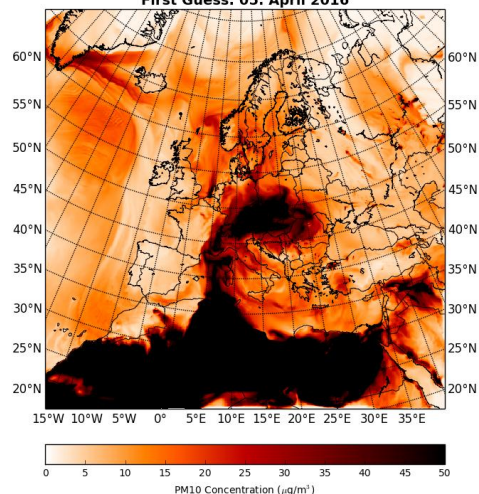 First Guess: 05. April 2016
60°N 60°N
55°N 55°N
50°N 50°N
45°N 45°N
40°N 40°N
35°N 35°N
30°N 30°N
25°N 25°N
20°N 20°N
15°W 10°W 5°W 0° 5°E 10°E 15°E 20°E 25°E 30°E 35°E
0 5 10 15 20 25 30 35 40 45 50
PM10 Concentration (μg/m³)